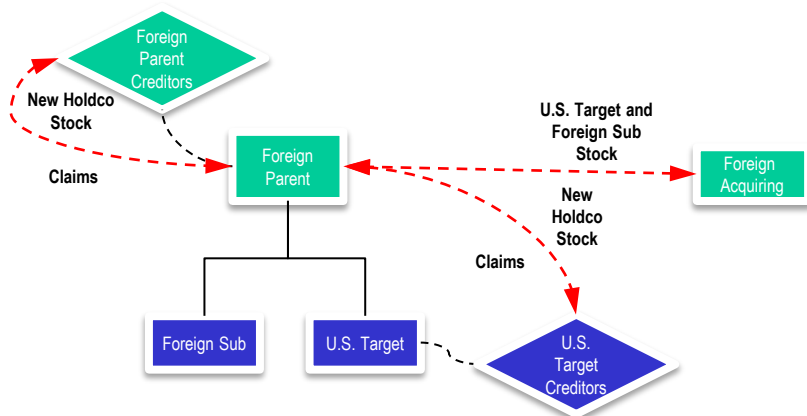 Foreign
Parent
Creditors
New Holdco
Stock
Claims
Foreign
Parent
U.S. Target and
Foreign Sub
Stock
Foreign
Acquiring
New
Holdco
Stock
Claims
Foreign Sub
U.S. Target
U.S.
Target
Creditors